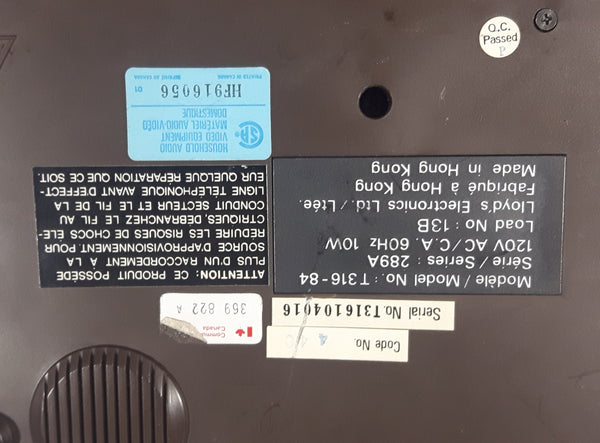 Code No.
Serial No. T316104016
Modèle / Model No.: T316-84
Série / Series : 289A
120V AC/C.A. 60Hz 10W
Load No : 13B
Lloyd's Electronics Ltd. / Ltée.
Fabriqué à Hong Kong
Made in Hong Kong
Canada
822 A
ATTENTION: CE PRODUIT POSSÈDE
UN RACCORDEMENT À LA
SOURCE D'APPROVISIONNEMENT. POUR
RÉDUIRE LES RISQUES DE CHOCS ÉLE-
CTRIQUES, DÉBRANCHEZ LE FIL AU
CONDUIT SECTEUR ET LE FIL DE LA
LIGNE TÉLÉPHONIQUE AVANT D'EFFECT-
EUR QUELQUE RÉPARATION QUE CE SOIT.
SA
HOUSEHOLD AUDIO
VIDEO EQUIPMENT
MATÉRIEL AUDIO-VIDÉO
DOMESTIQUE
01 HF916056
PRINTED IN CANADA IMPRIMÉ AU CANADA
Q.C.
Passed
P